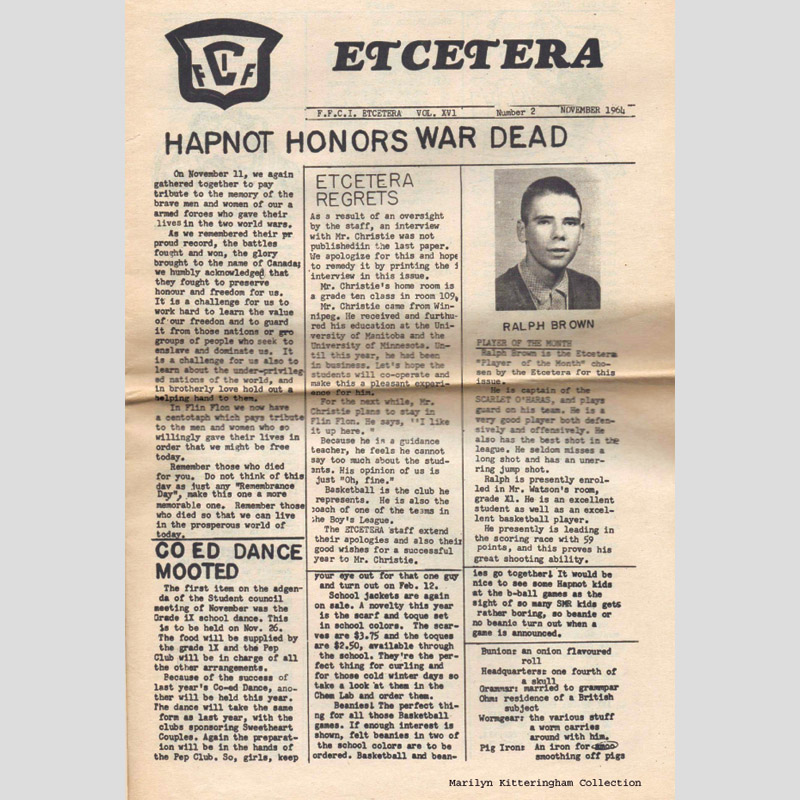 FCIF
ETCETERA
F.F.C.I. ETCETERA VOL. XVI Number 2 NOVEMBER 1964
HAPNOT HONORS WAR DEAD
On November 11, we again
gathered together to pay
tribute to the memory of the
brave men and women of our a
armed forces who gave their
lives in the two world wars.
As we remembered their pr
proud record, the battles
fought and won, the glory
brought to the name of Canada;
we humbly acknowledged that
they fought to preserve
honour and freedom for us.
It is a challenge for us to
work hard to learn the value
of our freedon and to guard
it from those nations or gro
groups of people who seek to
enslave and dominate us. It
is a challenge for us also to
learn about the under-privileg
ed nations of the world, and
in brotherly love hold out a
helping hand to them.
In Flin Flon we now have
a centotaph which pays tribute
to the men and women who so
willingly gave their lives in
order that we might be free
today.
Remember those who died
for you. Do not think of this
day as just any "Remembrance
Day", make this one a more
memorable one. Remember those
who died so that we can live
in the prosperous world of
today.
CO ED DANCE
MOOTED
The first item on the adgen-
da of the Student council
meeting of November was the
Grade iX school dance. This
is to be held on Nov. 26.
The food will be supplied by
the grade 1X and the Pep
Club will be in charge of all
the other arrangements.
Because of the success of
last year's Co-ed Dance, ano-
ther will be held this year.
The dance will take the same
form as last year, with the
clubs sponsoring Sweetheart
Couples. Again the preparat-
ion will be in the hands of
the Pep Club. So, girls, keep
ETCETERA
REGRETS
As a result of an oversight
by the staff, an interview
with Mr. Christie was not
publishediin the last paper.
We apologize for this and hope
to remedy it by printing the i
interview in this issue.
Mr. Christie's home room is
a grade ten class in room 109,
Mr. Christie came from Win-
nipeg. He received and furthu-
red his education at the Uni-
versity of Manitoba and the
University of Minnesota. Un-
til this year, he had been
in business. Let's hope the
students will co-operate and
make this a pleasant experi-
ence for him.
For the next while, Mr.
Christie plans to stay in
Flin Flon. He says, ''I like
it up here. "
Because he is a guidance
teacher, he feels he cannot
say too much about the stud-
ants. His opinion of us is
just "Oh, fine."
Basketball is the club he
represents. He is also the
coach of one of the teams in
the Boy's League.
The ETCETERA staff extend
their apologies and also their
good wishes for a successful
year to Mr. Christie.
your eye out for that one guy
and turn out on Feb. 12.
School jackets are again
on sale. A novelty this year
is the scarf and toque set
in school colors. The scar-
ves are $3.75 and the toques
are $2.50, available through
the school. They're the per-
fect thing for curling and
for those cold winter days so
take a look at them in the
Chem Lab and order them.
Beanies! The perfect thi-
ng for all those Basketball
games. If enough interest is
shown, felt beanies in two of
the school colors are to be
ordered. Basketball and bean-
RALPH BROWN
PLAYER OF THE MONTH
Ralph Brown is the Etcetera
"Player of the Month" cho-
sen by the Etcetera for this
issue.
He is captain of the
SCARLET O'HARAS, and plays
guard on his team. He is a
very good player both defen-
sively and offensively. He
also has the best shot in the
league. He seldom misses a
long shot and has an uner-
ring jump shot.
Ralph is presently enrol-
led in Mr. Watson's room,
grade XI. He is an excellent
student as well as an excel-
lent basketball player.
He presently is leading in
the scoring race with 59
points, and this proves his
great shooting ability.
ies go together! It would be
nice to see some Hapnot kids
at the b-ball games as the
sight of so many SMR kids gets
rather boring, so beanie or
no beanie turn out when a
game is announced.
Bunion: an onion flavoured
roll
Headquarters: one fourth of
a skull
Grammar: married to grampar
Ohm: residence of a British
subject
Wormgear: the various stuff
a worm carries
around with him.
Pig Iron: An iron for
smoothing off pigs
Marilyn Kitteringham Collection